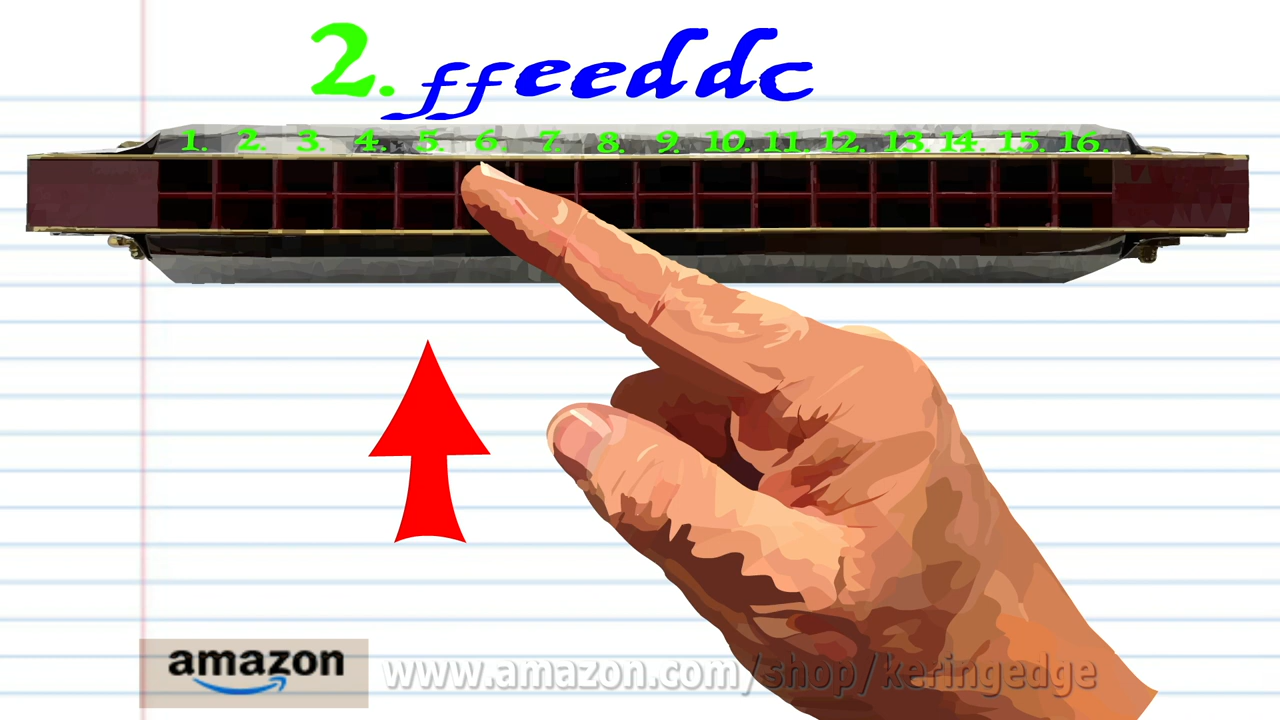 2. ffeeddc
1. 2. 3. 4. 5. 6. 7. 8. 9. 10. 11. 12. 13. 14. 15. 16.
amazon www.amazon.com/shop/keringedge